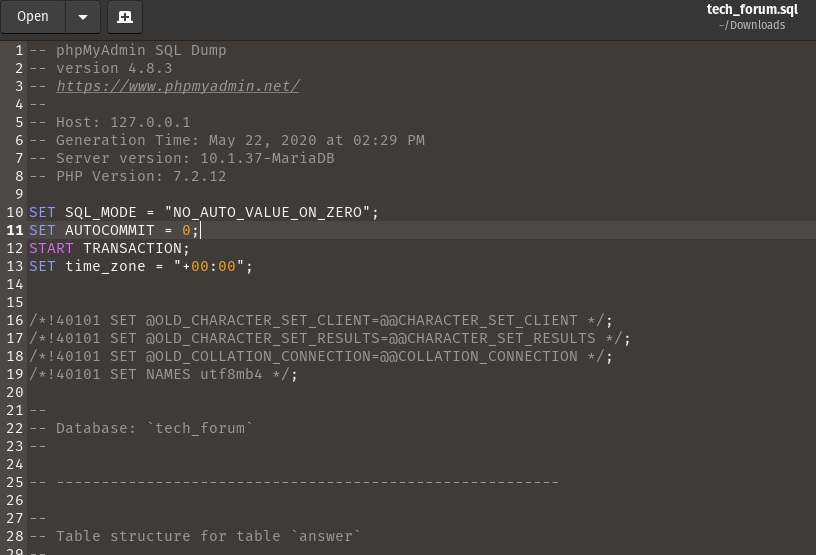 Open
tech_forum.sql
~/Downloads
1 -- phpMyAdmin SQL Dump
2 -- version 4.8.3
3 -- https://www.phpmyadmin.net/
4 --
5 -- Host: 127.0.0.1
6 -- Generation Time: May 22, 2020 at 02:29 PM
7 -- Server version: 10.1.37-MariaDB
8 -- PHP Version: 7.2.12
9
10 SET SQL_MODE = "NO_AUTO_VALUE_ON_ZERO";
11 SET AUTOCOMMIT = 0;
12 START TRANSACTION;
13 SET time_zone = "+00:00";
14
15
16 /*!40101 SET @OLD_CHARACTER_SET_CLIENT=@@CHARACTER_SET_CLIENT */;
17 /*!40101 SET @OLD_CHARACTER_SET_RESULTS=@@CHARACTER_SET_RESULTS */;
18 /*!40101 SET @OLD_COLLATION_CONNECTION=@@COLLATION_CONNECTION */;
19 /*!40101 SET NAMES utf8mb4 */;
20
21 --
22 -- Database: `tech_forum`
23 --
24
25 -- --------------------------------------------------------
26
27 --
28 -- Table structure for table `answer`
29 --